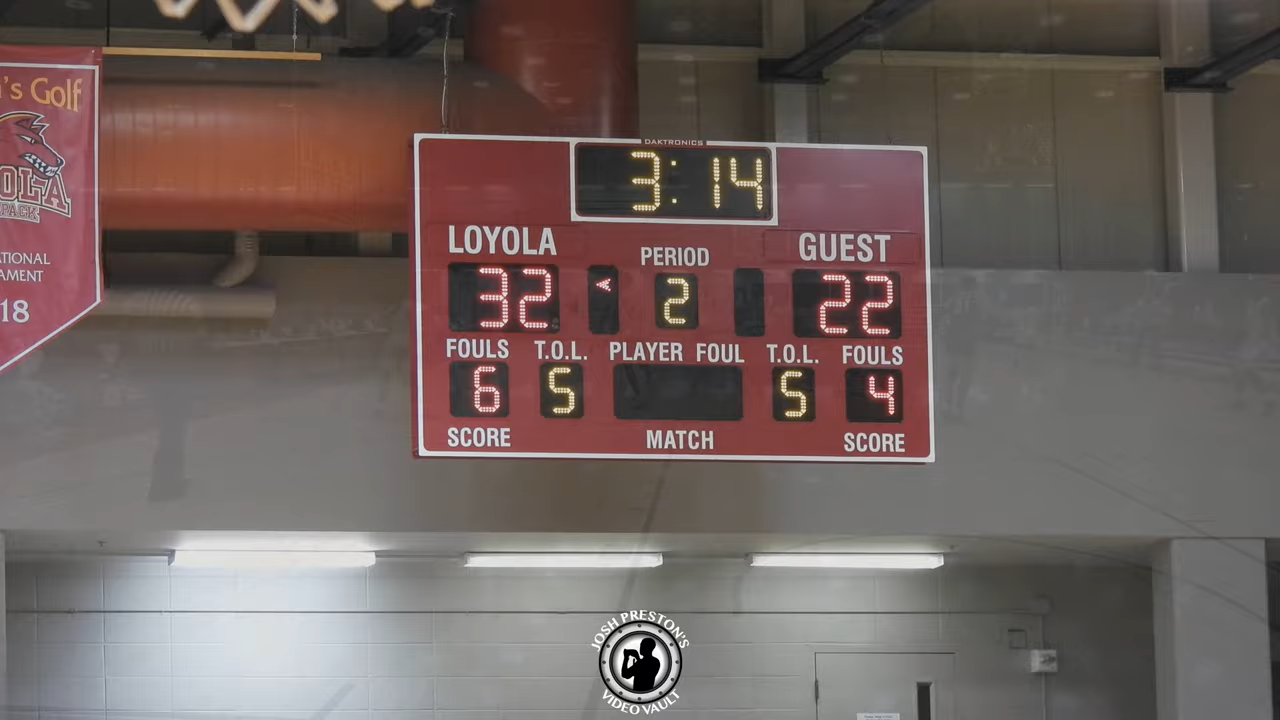 's Golf
OLA
PACK
ATIONAL
AMENT
18
DAKTRONICS
3:14
LOYOLA
GUEST
PERIOD
32
2
22
FOULS
T.O.L.
PLAYER FOUL
T.O.L.
FOULS
6
5
5
4
SCORE
MATCH
SCORE
JOSH PRESTON'S
VIDEO VAULT